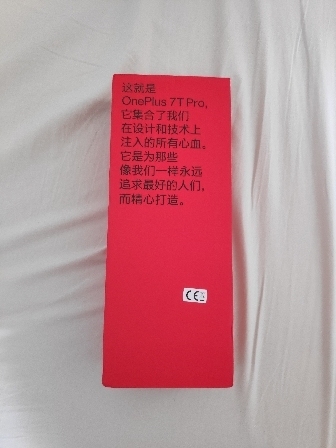 这就是
OnePlus 7T Pro,
它集合了我们
在设计和技术上
注入的所有心血。
它是为那些
像我们一样永远
追求最好的人们,
而精心打造。
CE